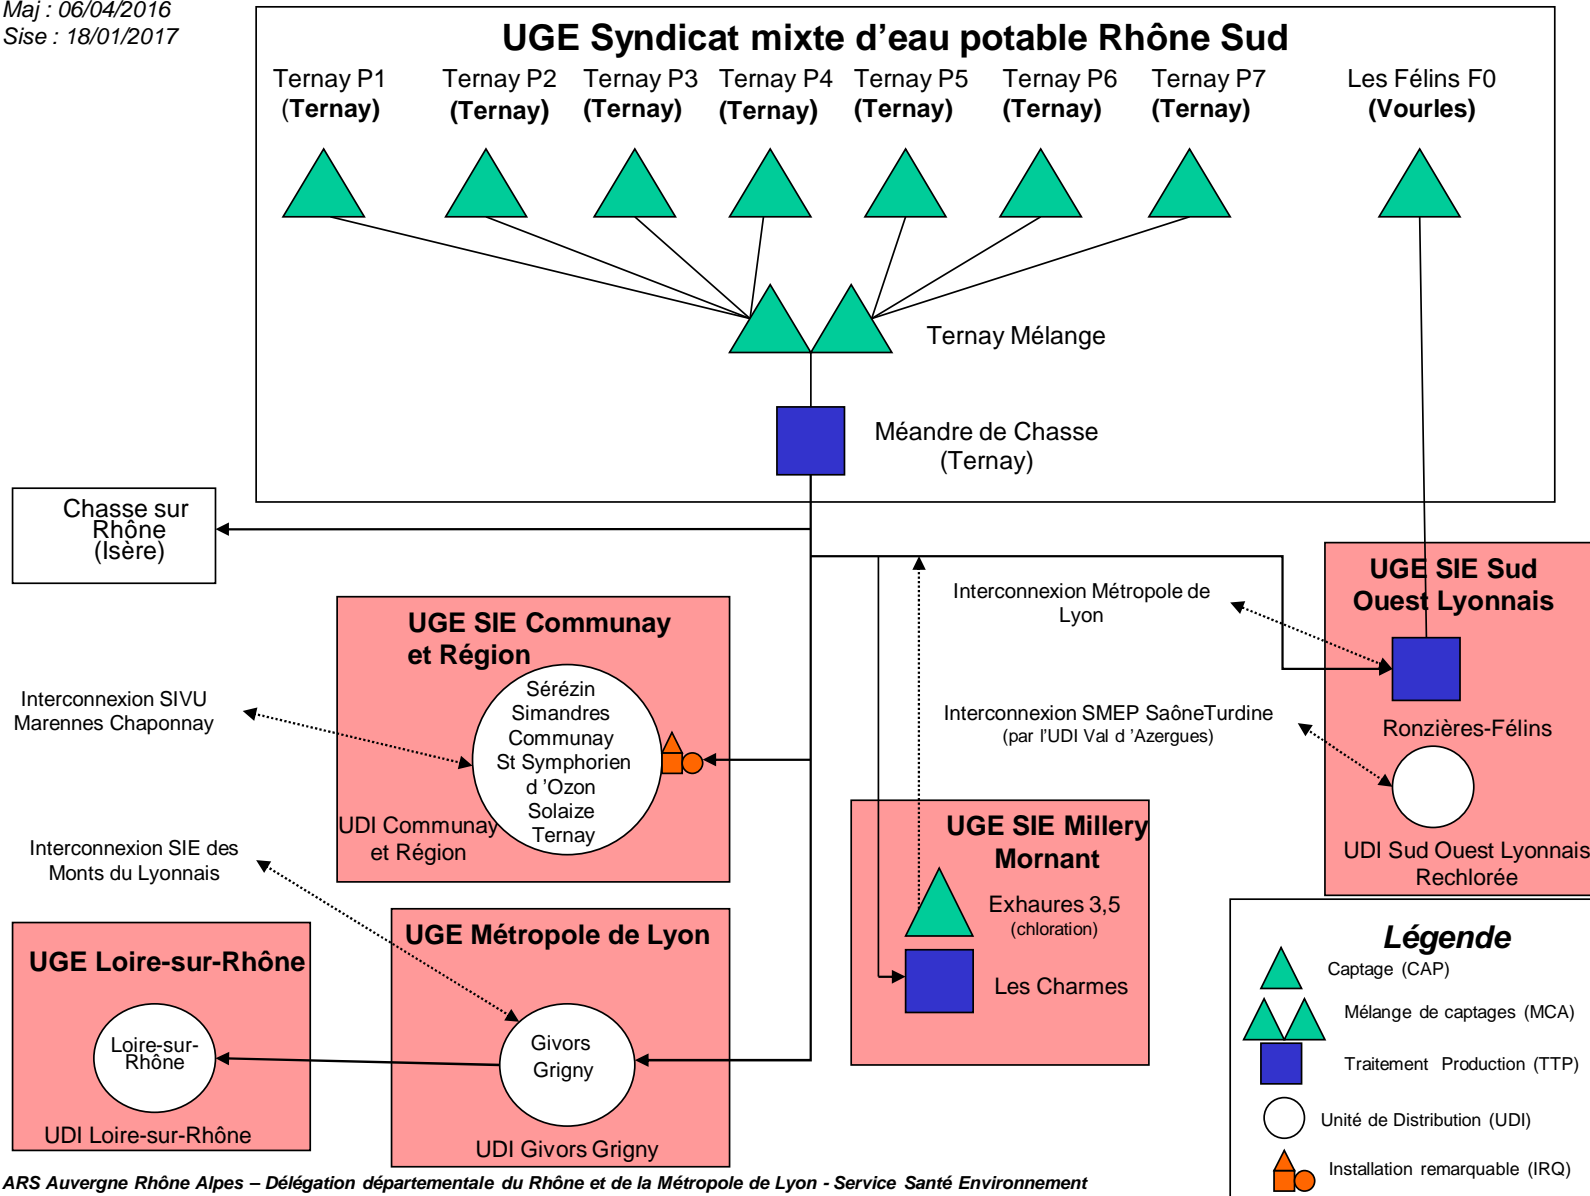 Maj : 06/04/2016
Sise : 18/01/2017
UGE Syndicat mixte d’eau potable Rhône Sud
Ternay P1
(Ternay)
Ternay P2
(Ternay)
Ternay P3
(Ternay)
Ternay P4
(Ternay)
Ternay P5
(Ternay)
Ternay P6
(Ternay)
Ternay P7
(Ternay)
Les Félins F0
(Vourles)
Ternay Mélange
Méandre de Chasse
(Ternay)
Chasse sur
Rhône
(Isère)
UGE SIE Sud
Ouest Lyonnais
Interconnexion Métropole de
Lyon
UGE SIE Communay
et Région
Sérézin
Simandres
Communay
St Symphorien
d ’Ozon
Solaize
Ternay
UDI Communay
et Région
Interconnexion SIVU
Marennes Chaponnay
Interconnexion SMEP SaôneTurdine
(par l’UDI Val d ’Azergues)
Ronzières-Félins
UDI Sud Ouest Lyonnais
Rechlorée
UGE SIE Millery
Mornant
Exhaures 3,5
(chloration)
Les Charmes
Interconnexion SIE des
Monts du Lyonnais
UGE Loire-sur-Rhône
Loire-sur-
Rhône
UDI Loire-sur-Rhône
UGE Métropole de Lyon
Givors
Grigny
UDI Givors Grigny
Légende
Captage (CAP)
Mélange de captages (MCA)
Traitement Production (TTP)
Unité de Distribution (UDI)
Installation remarquable (IRQ)
ARS Auvergne Rhône Alpes – Délégation départementale du Rhône et de la Métropole de Lyon - Service Santé Environnement